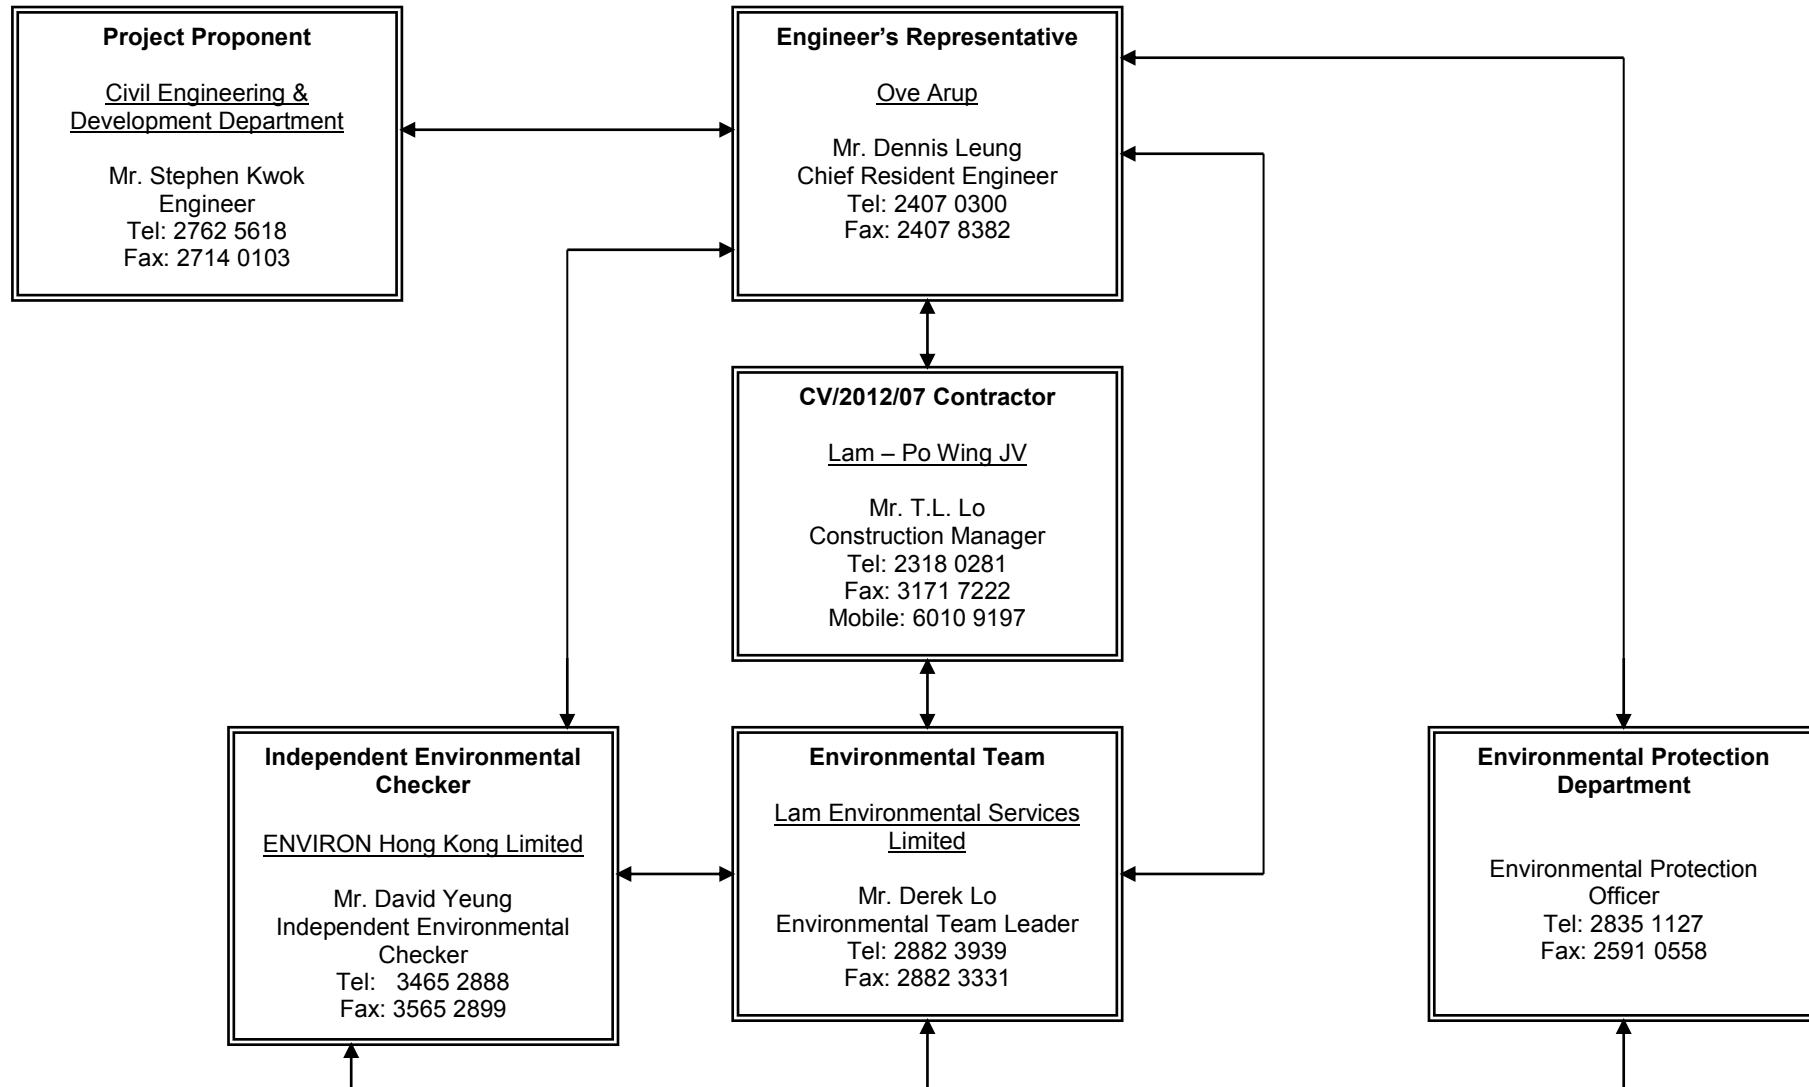 Project Proponent
Civil Engineering &
Development Department
Mr. Stephen Kwok
Engineer
Tel: 2762 5618
Fax: 2714 0103
Engineer’s Representative
Ove Arup
Mr. Dennis Leung
Chief Resident Engineer
Tel: 2407 0300
Fax: 2407 8382
CV/2012/07 Contractor
Lam – Po Wing JV
Mr. T.L. Lo
Construction Manager
Tel: 2318 0281
Fax: 3171 7222
Mobile: 6010 9197
Independent Environmental
Checker
ENVIRON Hong Kong Limited
Mr. David Yeung
Independent Environmental
Checker
Tel:   3465 2888
Fax: 3565 2899
Environmental Team
Lam Environmental Services
Limited
Mr. Derek Lo
Environmental Team Leader
Tel: 2882 3939
Fax: 2882 3331
Environmental Protection
Department
Environmental Protection
Officer
Tel: 2835 1127
Fax: 2591 0558